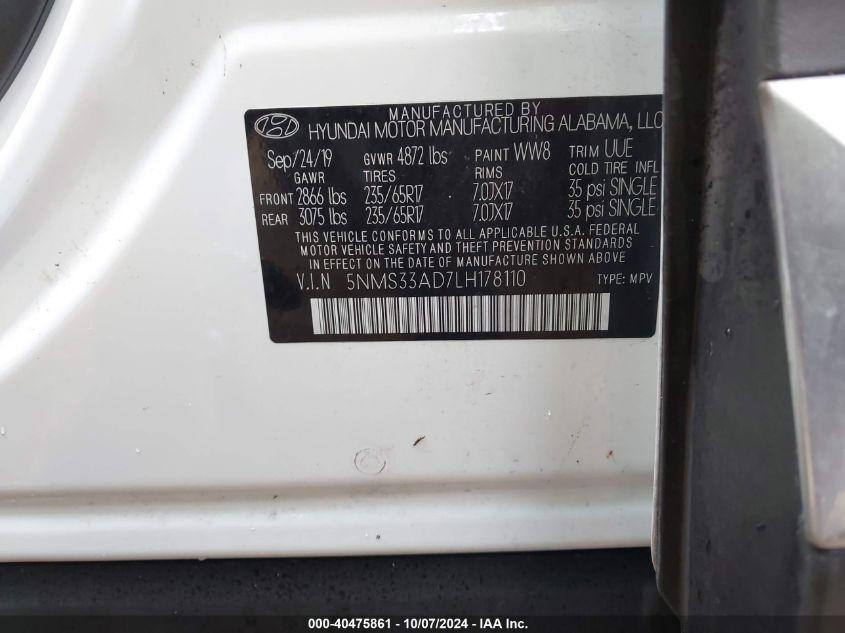 MANUFACTURED BY
HYUNDAI MOTOR MANUFACTURING ALABAMA, LLC
Sep/24/19 GVWR 4872 lbs PAINT WW8 TRIM UUE
GAWR TIRES RIMS COLD TIRE INFL
FRONT 2866 lbs 235/65R17 7.0JX17 35 psi SINGLE
REAR 3075 lbs 235/65R17 7.0JX17 35 psi SINGLE
THIS VEHICLE CONFORMS TO ALL APPLICABLE U.S.A. FEDERAL
MOTOR VEHICLE SAFETY AND THEFT PREVENTION STANDARDS
IN EFFECT ON THE DATE OF MANUFACTURE SHOWN ABOVE
V.I.N 5NMS33AD7LH178110 TYPE: MPV
000-40475861 - 10/07/2024 - IAAI.com